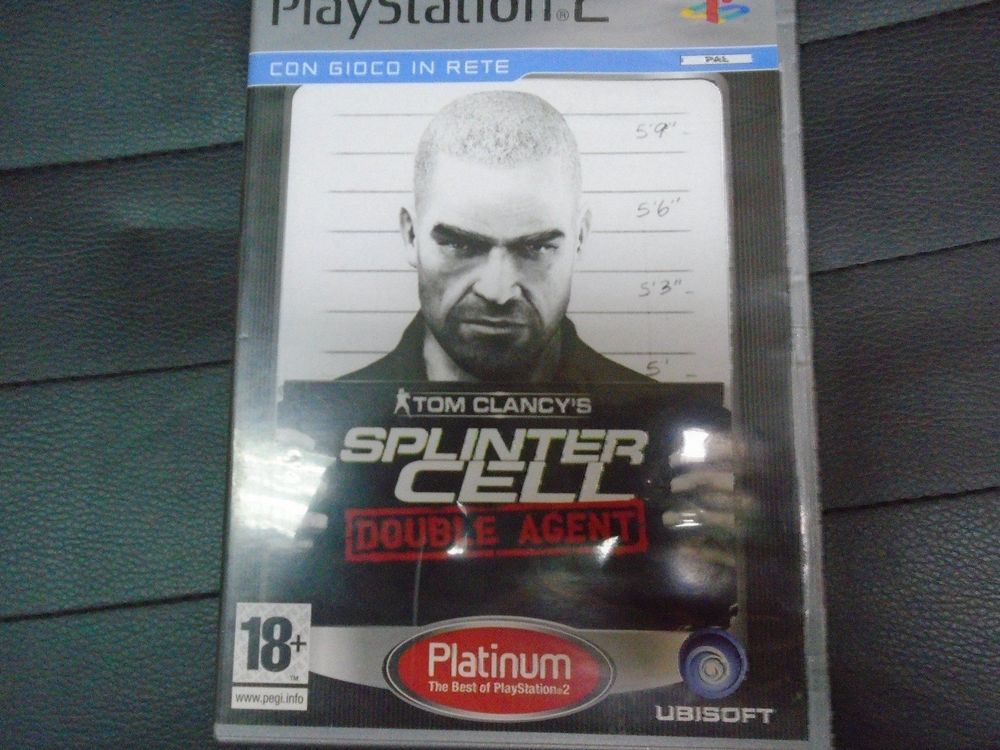 PlayStation®2
CON GIOCO IN RETE
PAL
5'9"
5'6"
5'3"
5'
TOM CLANCY'S
SPLINTER
CELL
DOUBLE AGENT
18+
TM
www.pegi.info
Platinum
The Best of PlayStation®2
UBISOFT